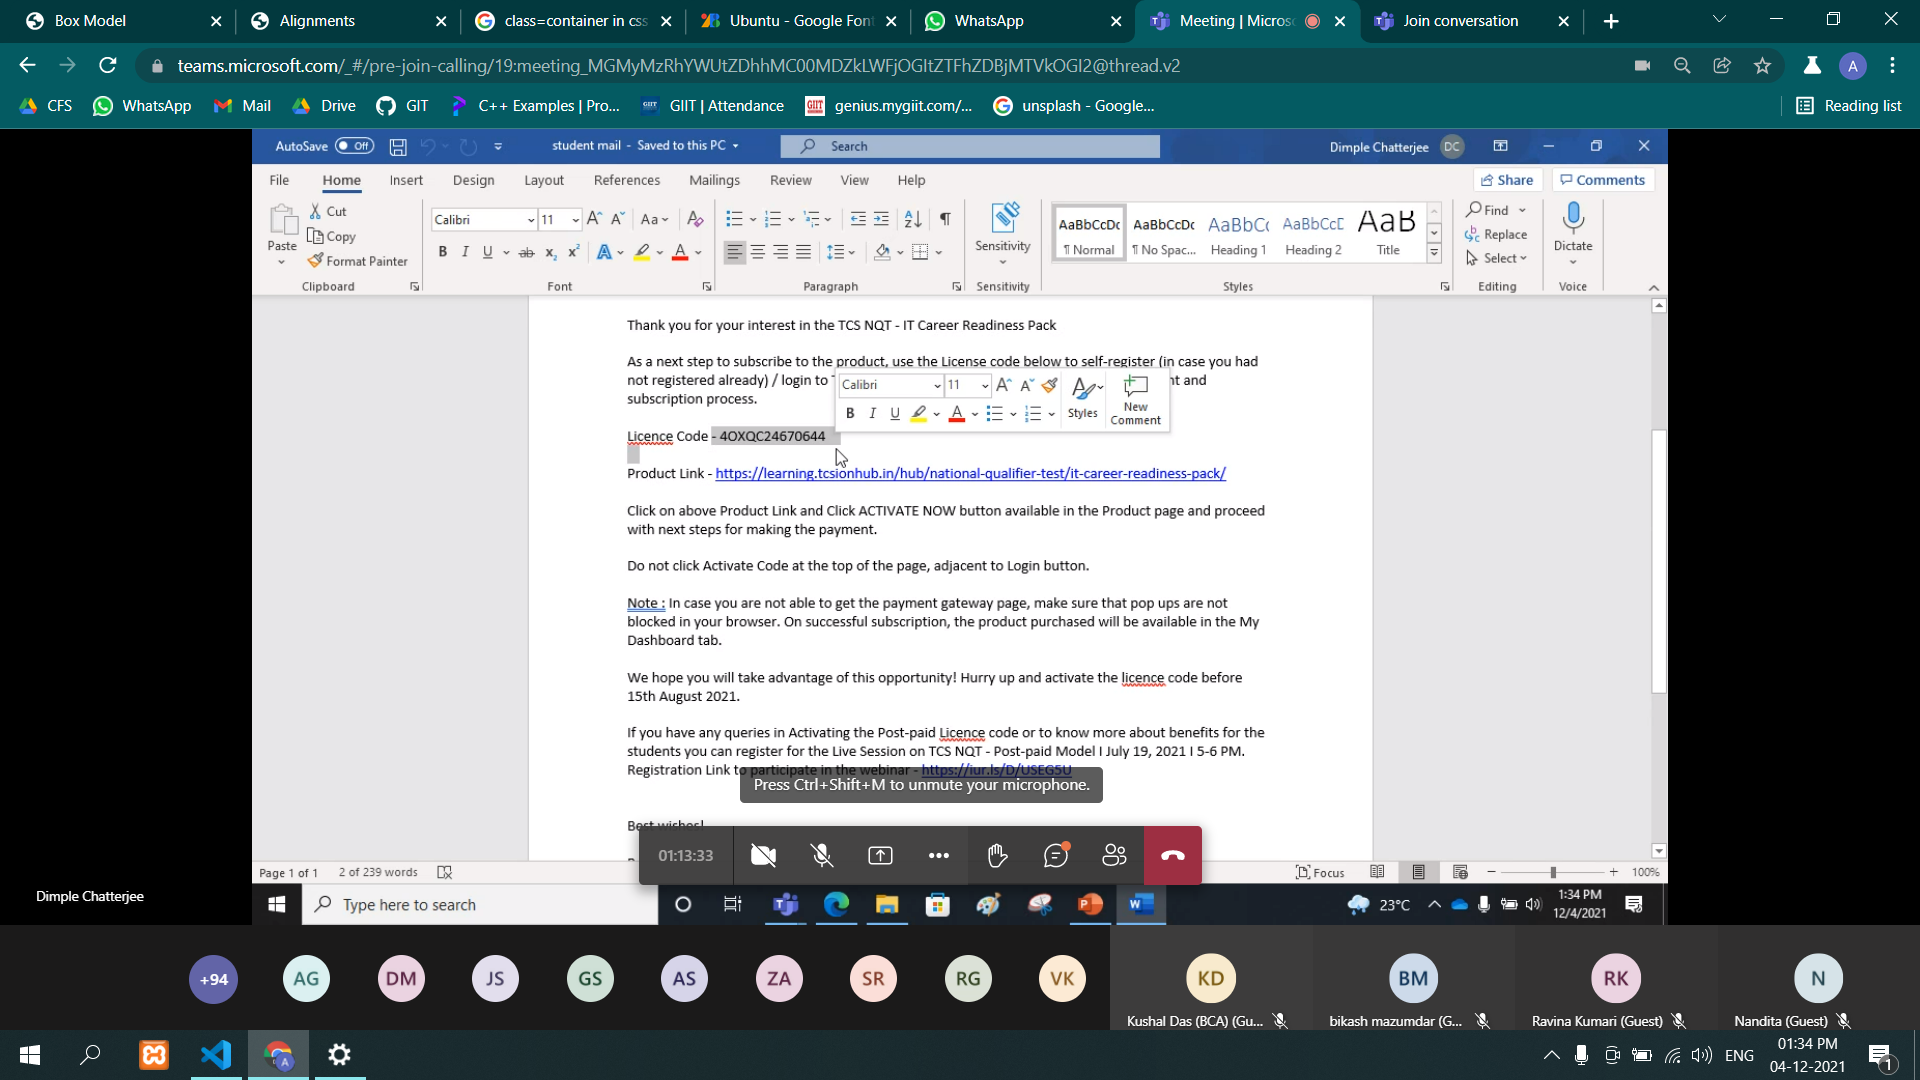 Box Model
Alignments
class=container in css
Ubuntu - Google Font
WhatsApp
Meeting | Micros
Join conversation
teams.microsoft.com/_#/pre-join-calling/19:meeting_MGMyMzRhYWUtZDhhMC00MDZkLWFjOGItZTFhZDBjMTVkOGI2@thread.v2
A
CFS
WhatsApp
Mail
Drive
GIT
C++ Examples | Pro...
GIIT | Attendance
genius.mygiit.com/...
unsplash - Google...
Reading list
AutoSave Off
student mail - Saved to this PC
Search
Dimple Chatterjee DC
File Home Insert Design Layout References Mailings Review View Help
Share Comments
Paste
Cut
Copy
Format Painter
Clipboard
Calibri 11
Aa
B I U ab x₂ x² A A
Font
Paragraph
Sensitivity
Sensitivity
AaBbCcDc AaBbCcDc AaBbCc AaBbCcE AaB
¶ Normal ¶ No Spac... Heading 1 Heading 2 Title
Styles
Find
Replace
Select
Editing
Dictate
Voice
Thank you for your interest in the TCS NQT - IT Career Readiness Pack
As a next step to subscribe to the product, use the License code below to self-register (in case you had
not registered already) / login to
nt and
subscription process.
Calibri 11
B I U A
Styles
New
Comment
Licence Code - 4OXQC24670644
Product Link - https://learning.tcsionhub.in/hub/national-qualifier-test/it-career-readiness-pack/
Click on above Product Link and Click ACTIVATE NOW button available in the Product page and proceed
with next steps for making the payment.
Do not click Activate Code at the top of the page, adjacent to Login button.
Note : In case you are not able to get the payment gateway page, make sure that pop ups are not
blocked in your browser. On successful subscription, the product purchased will be available in the My
Dashboard tab.
We hope you will take advantage of this opportunity! Hurry up and activate the licence code before
15th August 2021.
If you have any queries in Activating the Post-paid Licence code or to know more about benefits for the
students you can register for the Live Session on TCS NQT - Post-paid Model I July 19, 2021 I 5-6 PM.
Registration Link to participate in the webinar - https://iur.ls/D/USEG5U
Press Ctrl+Shift+M to unmute your microphone.
Best wishes!
01:13:33
Page 1 of 1 2 of 239 words
Focus
100%
Dimple Chatterjee
Type here to search
23°C
1:34 PM
12/4/2021
+94 AG DM JS GS AS ZA SR RG VK KD BM RK N
Kushal Das (BCA) (Gu...
bikash mazumdar (G...
Ravina Kumari (Guest)
Nandita (Guest)
ENG
01:34 PM
04-12-2021
1